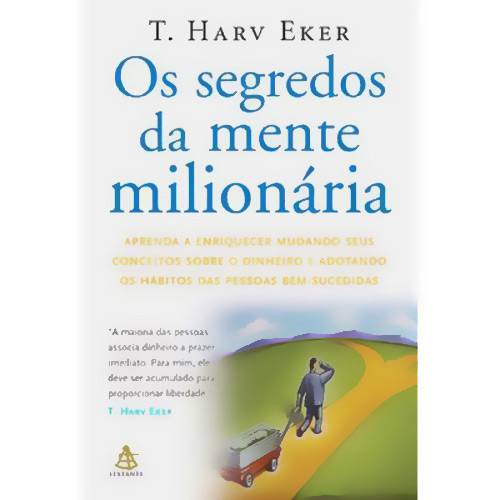 T. HARV EKER
Os segredos
da mente
milionária
APRENDA A ENRIQUECER MUDANDO SEUS
CONCEITOS SOBRE O DINHEIRO E ADOTANDO
OS HÁBITOS DAS PESSOAS BEM-SUCEDIDAS
"A maioria das pessoas
associa dinheiro a prazer
imediato. Para mim, ele
deve ser acumulado para
proporcionar liberdade.
T. HARV EKER
SEXTANTE